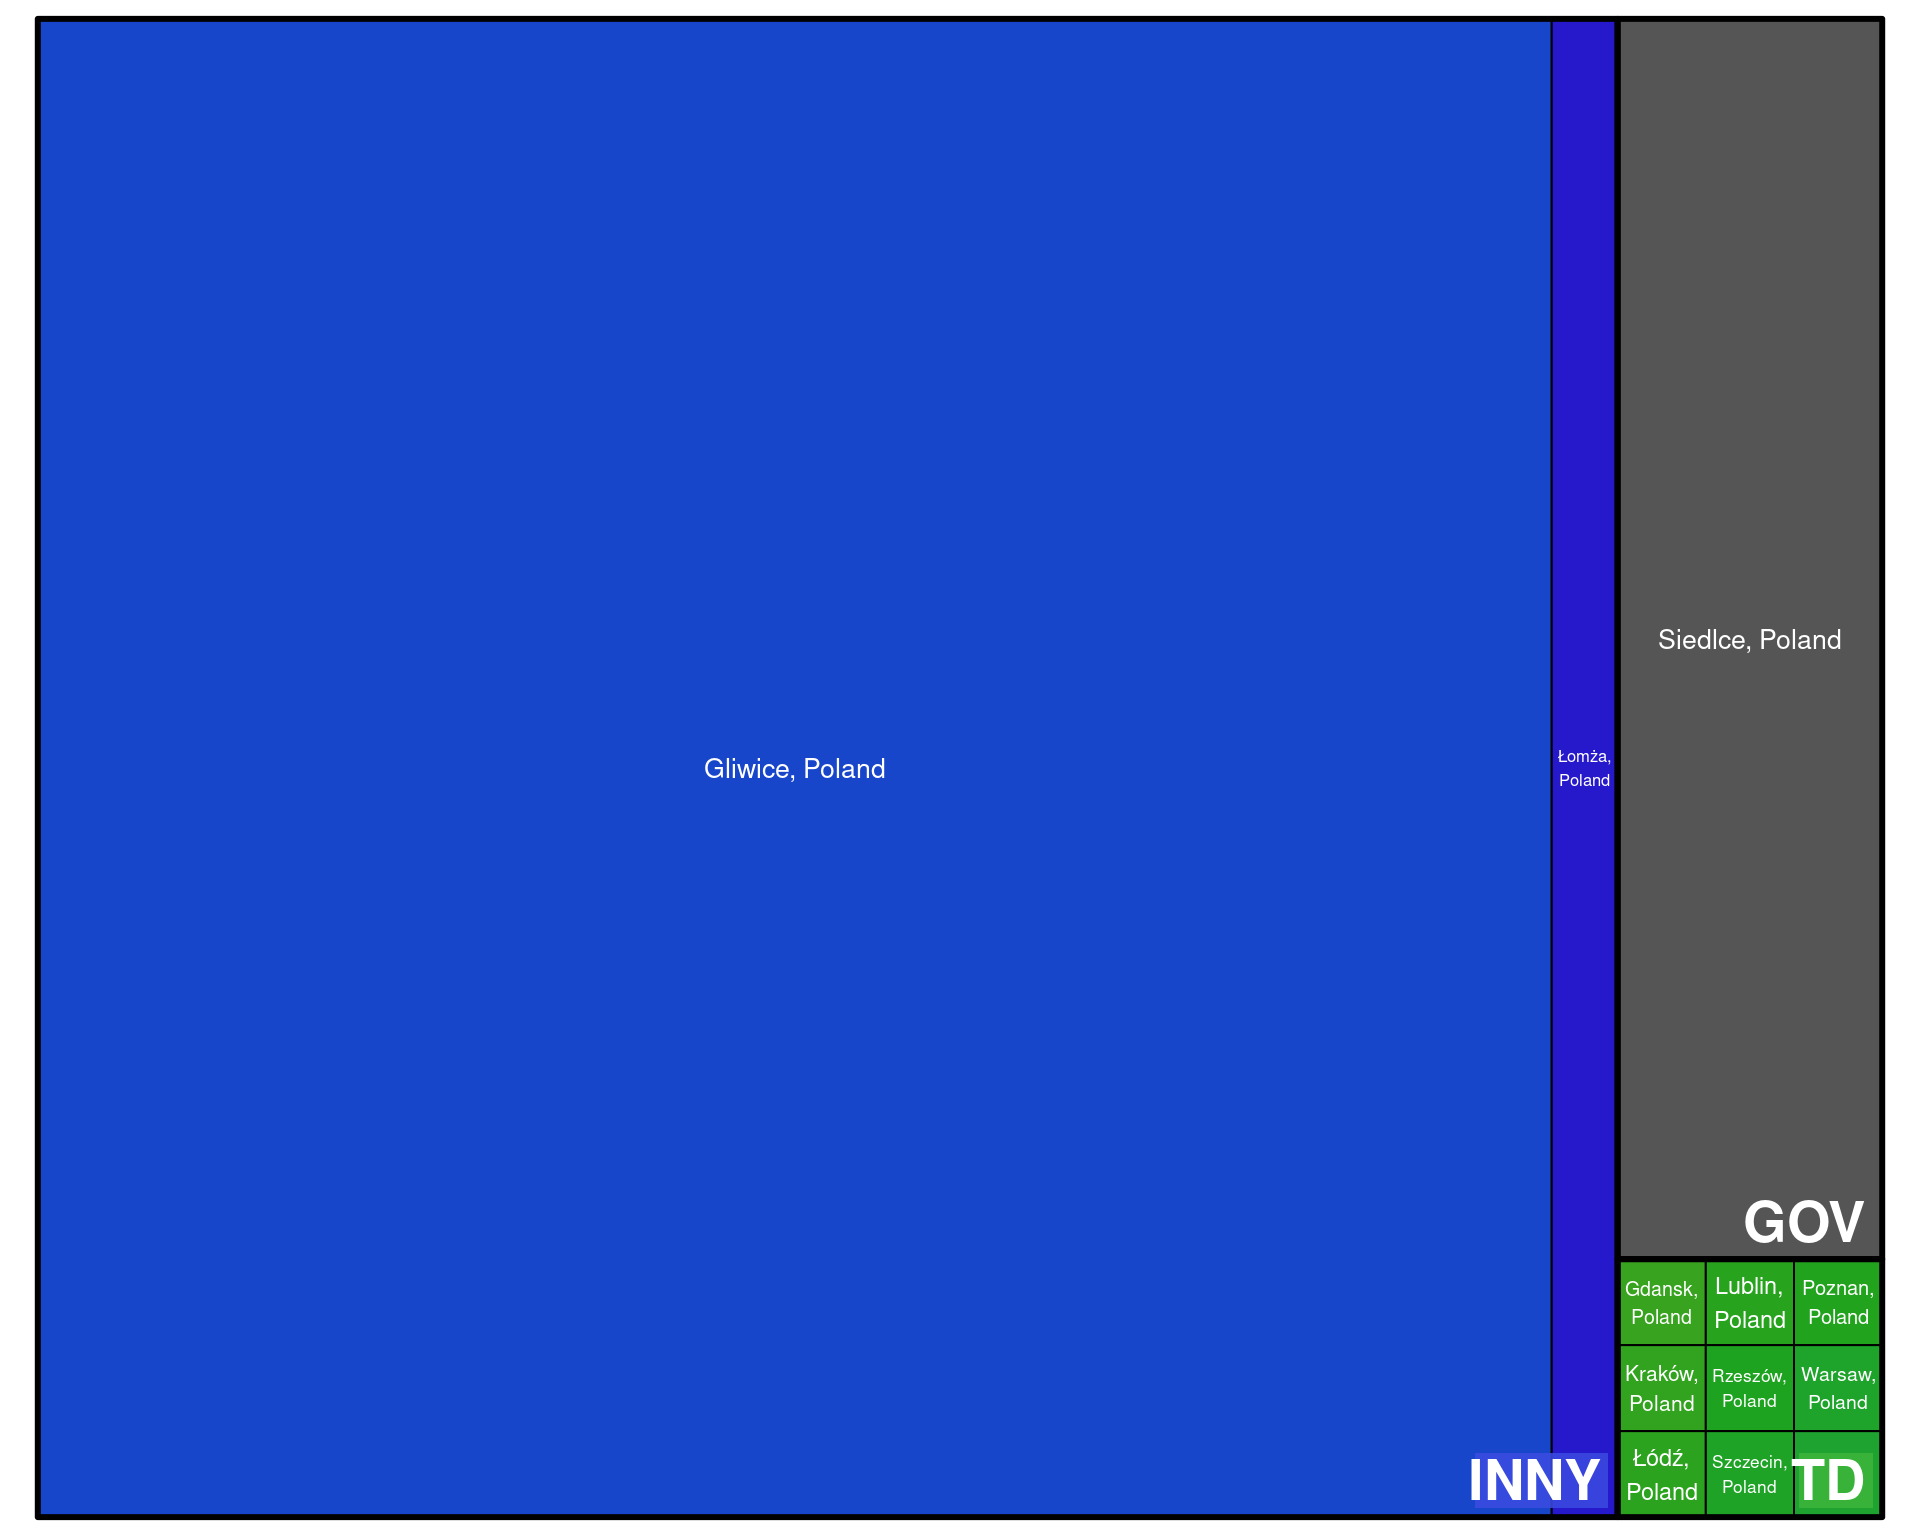 Gliwice, Poland
Łomża,
Poland
INNY
Siedlce, Poland
GOV
Gdansk,
Poland
Lublin,
Poland
Poznan,
Poland
Kraków,
Poland
Rzeszów,
Poland
Warsaw,
Poland
Łódź,
Poland
Szczecin,
Poland
TD